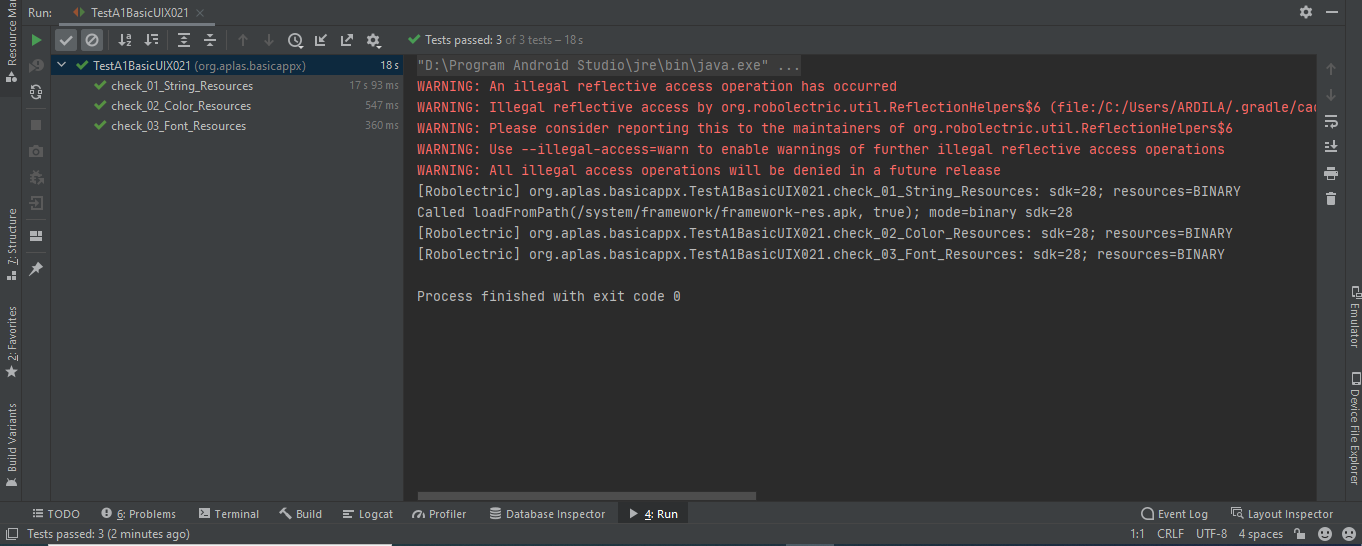 Run:
TestA1BasicUIX021
Tests passed: 3 of 3 tests – 18 s
TestA1BasicUIX021 (org.aplas.basicappx) 18 s
check_01_String_Resources 17 s 93 ms
check_02_Color_Resources 547 ms
check_03_Font_Resources 360 ms
"D:\Program Android Studio\jre\bin\java.exe" ...
WARNING: An illegal reflective access operation has occurred
WARNING: Illegal reflective access by org.robolectric.util.ReflectionHelpers$6 (file:/C:/Users/ARDILA/.gradle/cac
WARNING: Please consider reporting this to the maintainers of org.robolectric.util.ReflectionHelpers$6
WARNING: Use --illegal-access=warn to enable warnings of further illegal reflective access operations
WARNING: All illegal access operations will be denied in a future release
[Robolectric] org.aplas.basicappx.TestA1BasicUIX021.check_01_String_Resources: sdk=28; resources=BINARY
Called loadFromPath(/system/framework/framework-res.apk, true); mode=binary sdk=28
[Robolectric] org.aplas.basicappx.TestA1BasicUIX021.check_02_Color_Resources: sdk=28; resources=BINARY
[Robolectric] org.aplas.basicappx.TestA1BasicUIX021.check_03_Font_Resources: sdk=28; resources=BINARY
Process finished with exit code 0
Resource Ma
7: Structure
2: Favorites
Build Variants
Emulator
Device File Explorer
TODO
6: Problems
Terminal
Build
Logcat
Profiler
Database Inspector
4: Run
Event Log
Layout Inspector
Tests passed: 3 (2 minutes ago)
1:1 CRLF UTF-8 4 spaces